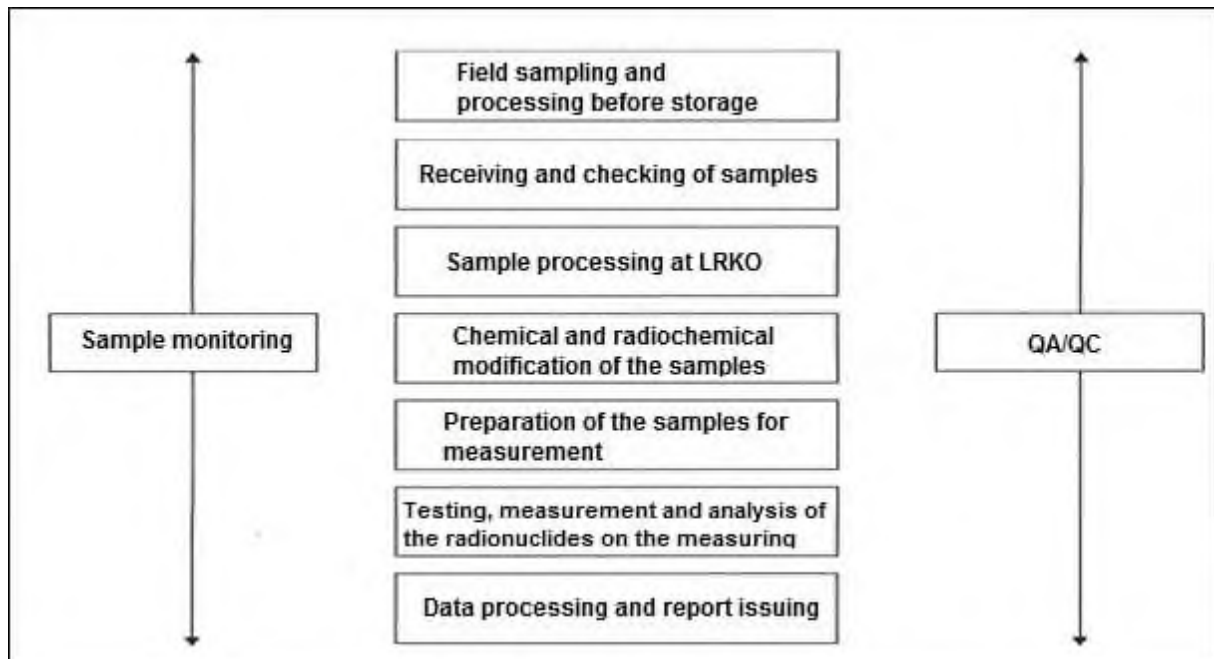 Field sampling and
processing before storage
Receiving and checking of samples
Sample processing at LRKO
Sample monitoring
Chemical and radiochemical
modification of the samples
QA/QC
Preparation of the samples for
measurement
Testing, measurement and analysis of
the radionuclides on the measuring
Data processing and report issuing